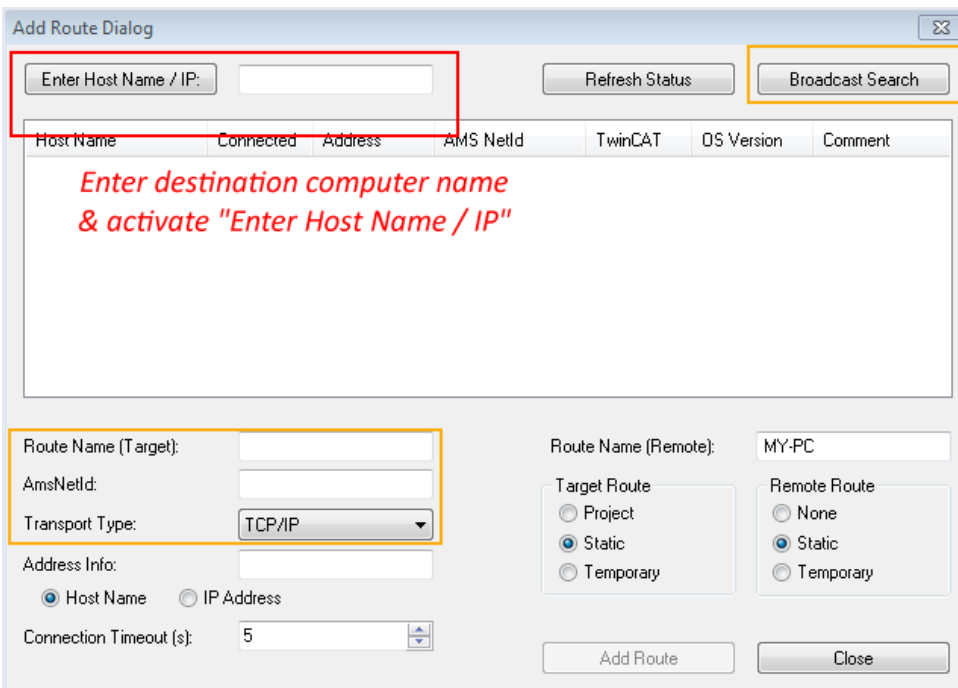 Add Route Dialog
Enter Host Name / IP: Refresh Status Broadcast Search
Host Name Connected Address AMS NetId TwinCAT OS Version Comment
Enter destination computer name
& activate "Enter Host Name / IP"
Route Name (Target): Route Name (Remote): MY-PC
AmsNetId: Target Route Remote Route
Transport Type: TCP/IP Project None
Address Info: Static Static
Host Name IP Address Temporary Temporary
Connection Timeout (s): 5
Add Route Close